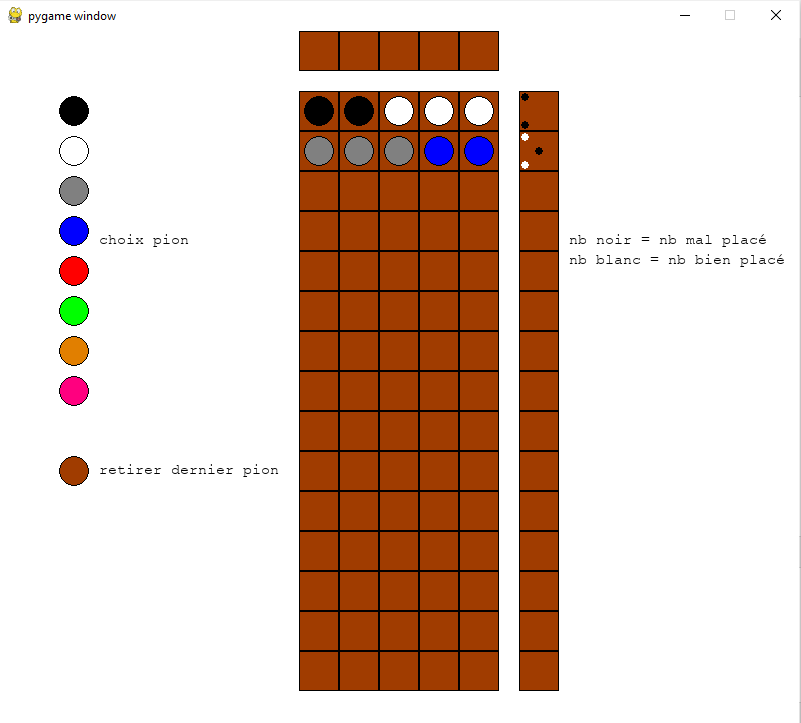 pygame window
choix pion
nb noir = nb mal placé
nb blanc = nb bien placé
retirer dernier pion